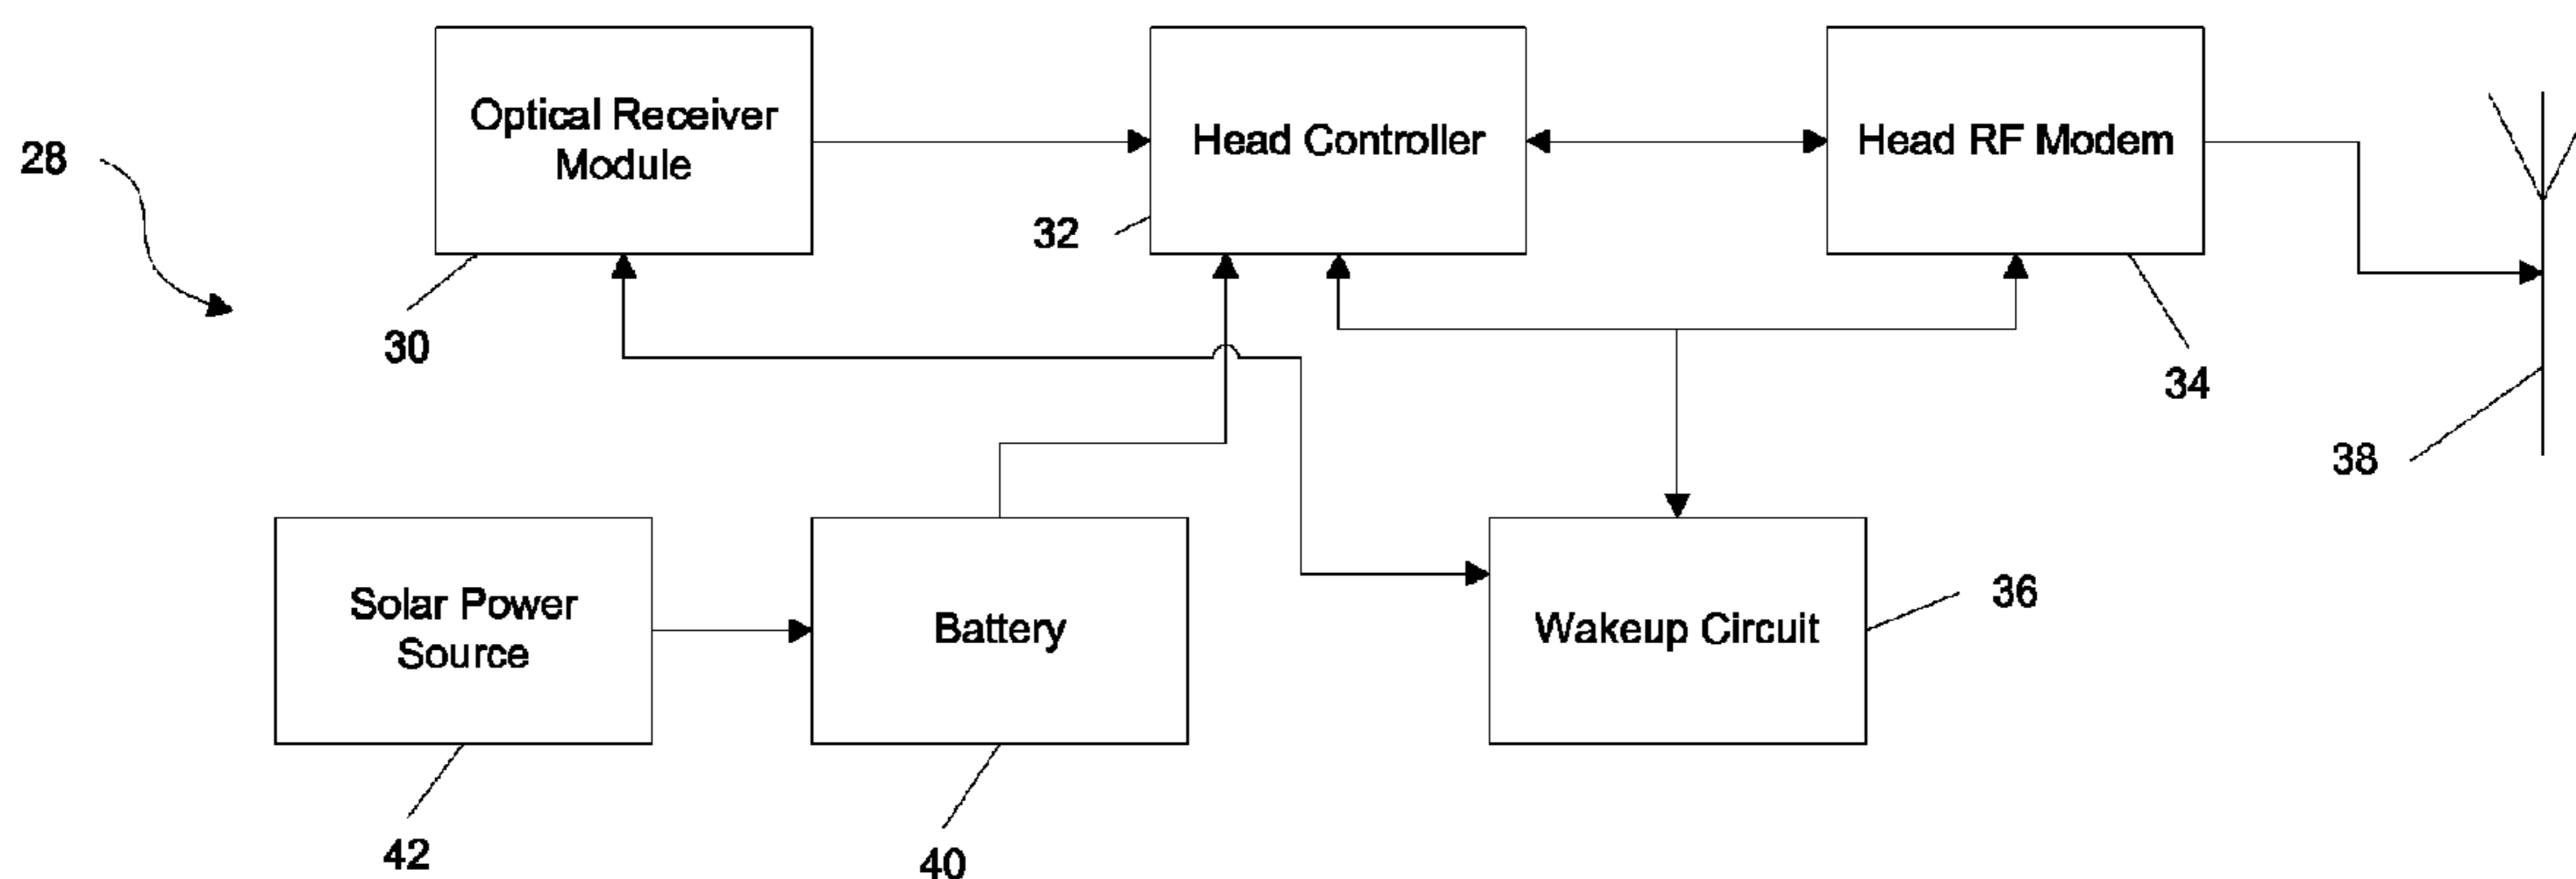 28
Optical Receiver
Module
30
Head Controller
32
Head RF Modem
34
38
Solar Power
Source
42
Battery
40
Wakeup Circuit
36